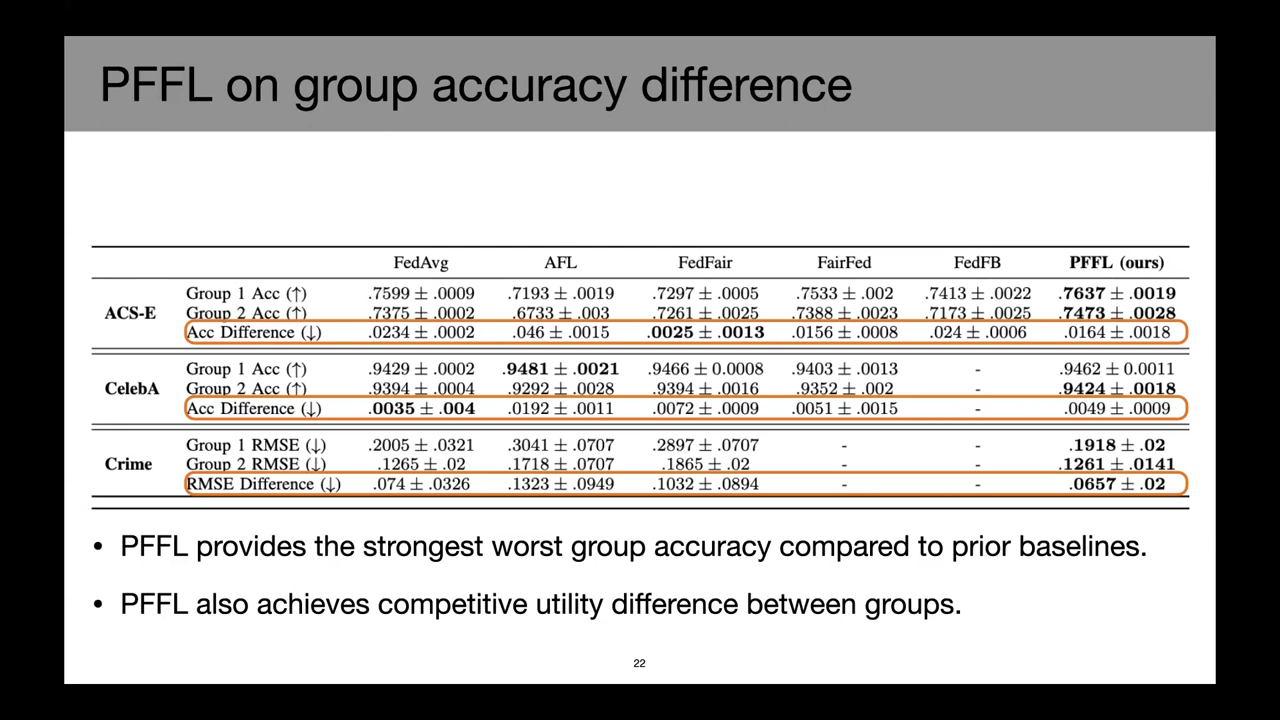 PFFL on group accuracy difference
FedAvg AFL FedFair FairFed FedFB PFFL (ours)
Group 1 Acc (↑) .7599 ± .0009 .7193 ± .0019 .7297 ± .0005 .7533 ± .002 .7413 ± .0022 .7637 ± .0019
ACS-E Group 2 Acc (↑) .7375 ± .0002 .6733 ± .003 .7261 ± .0025 .7388 ± .0023 .7173 ± .0025 .7473 ± .0028
Acc Difference (↓) .0234 ± .0002 .046 ± .0015 .0025 ± .0013 .0156 ± .0008 .024 ± .0006 .0164 ± .0018
Group 1 Acc (↑) .9429 ± .0002 .9481 ± .0021 .9466 ± 0.0008 .9403 ± .0013 - .9462 ± 0.0011
CelebA Group 2 Acc (↑) .9394 ± .0004 .9292 ± .0028 .9394 ± .0016 .9352 ± .002 - .9424 ± .0018
Acc Difference (↓) .0035 ± .004 .0192 ± .0011 .0072 ± .0009 .0051 ± .0015 - .0049 ± .0009
Group 1 RMSE (↓) .2005 ± .0321 .3041 ± .0707 .2897 ± .0707 - - .1918 ± .02
Crime Group 2 RMSE (↓) .1265 ± .02 .1718 ± .0707 .1865 ± .02 - - .1261 ± .0141
RMSE Difference (↓) .074 ± .0326 .1323 ± .0949 .1032 ± .0894 - - .0657 ± .02
• PFFL provides the strongest worst group accuracy compared to prior baselines.
• PFFL also achieves competitive utility difference between groups.
22